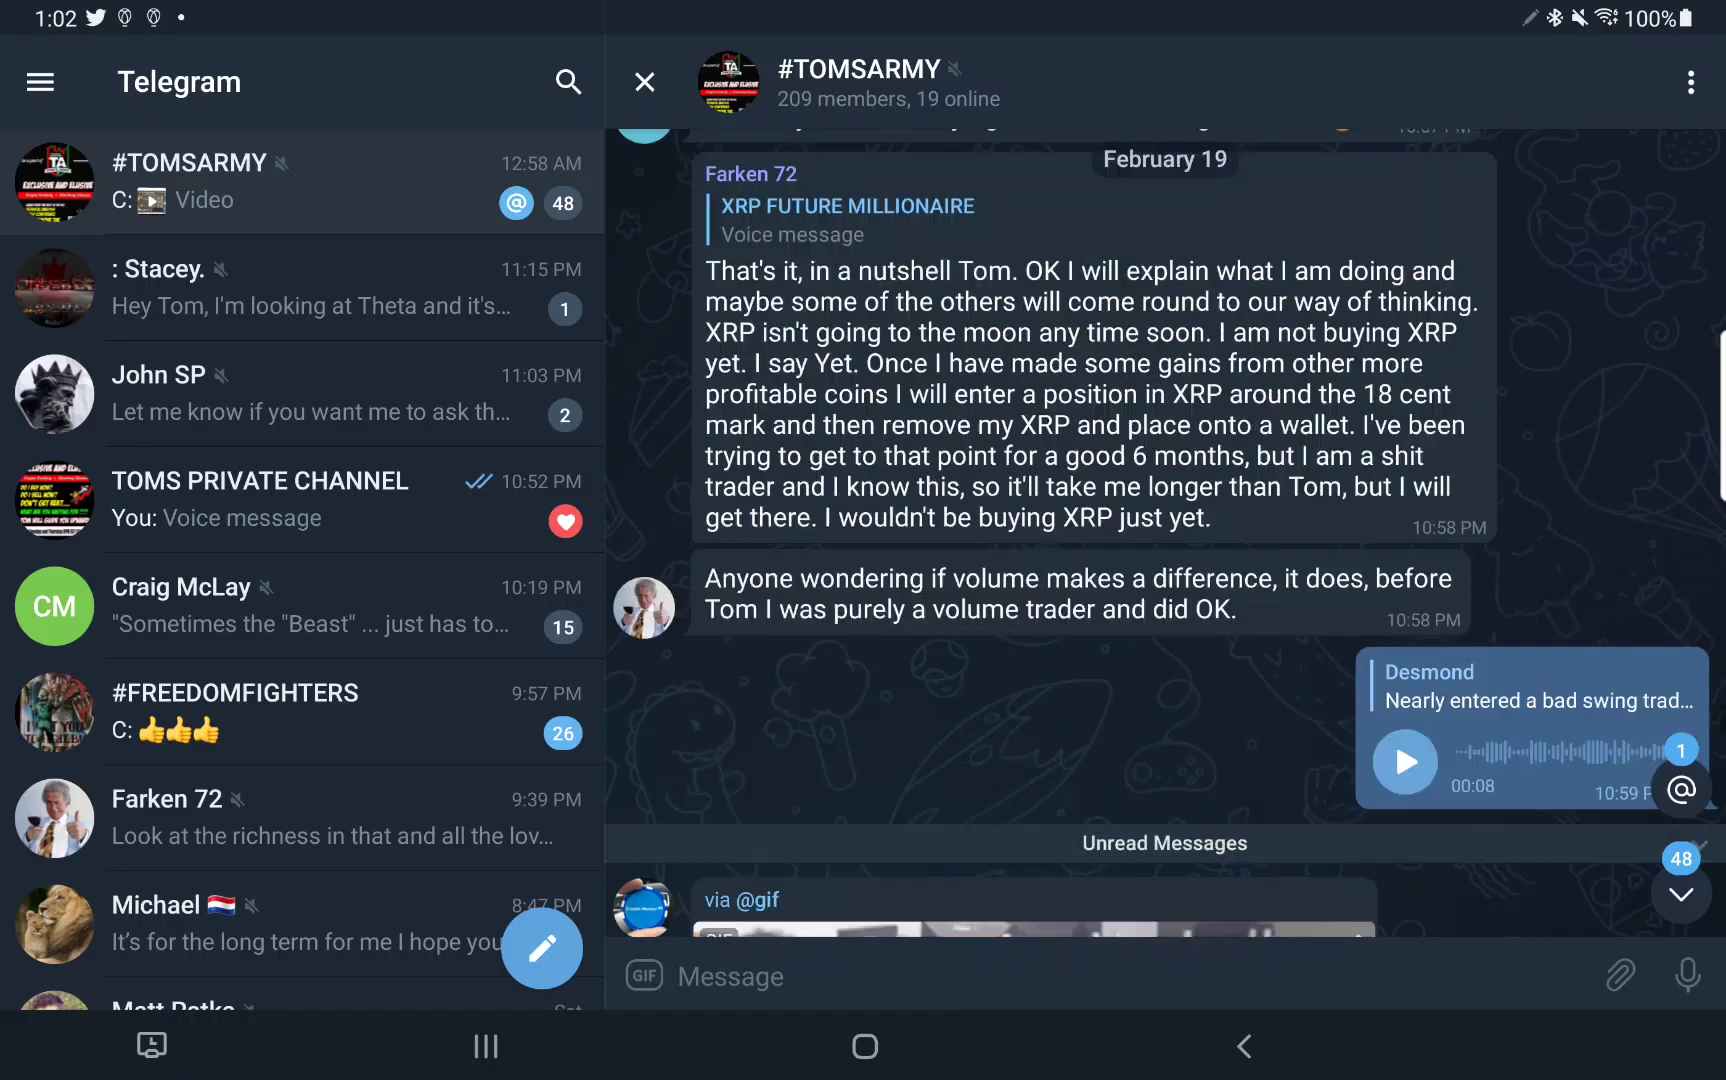 1:02
100%
Telegram
#TOMSARMY
12:58 AM
C: Video
@ 48
: Stacey.
11:15 PM
Hey Tom, I'm looking at Theta and it's...
1
John SP
11:03 PM
Let me know if you want me to ask th...
2
TOMS PRIVATE CHANNEL
10:52 PM
You: Voice message
Craig McLay
10:19 PM
CM
"Sometimes the "Beast" ... just has to...
15
#FREEDOMFIGHTERS
9:57 PM
C: 👍👍👍
26
Farken 72
9:39 PM
Look at the richness in that and all the lov...
Michael 🇳🇱
8:47 PM
It's for the long term for me I hope you
#TOMSARMY
209 members, 19 online
TA
EXCLUSIVE AND ELUSIVE
February 19
Farken 72
XRP FUTURE MILLIONAIRE
Voice message
That's it, in a nutshell Tom. OK I will explain what I am doing and
maybe some of the others will come round to our way of thinking.
XRP isn't going to the moon any time soon. I am not buying XRP
yet. I say Yet. Once I have made some gains from other more
profitable coins I will enter a position in XRP around the 18 cent
mark and then remove my XRP and place onto a wallet. I've been
trying to get to that point for a good 6 months, but I am a shit
trader and I know this, so it'll take me longer than Tom, but I will
get there. I wouldn't be buying XRP just yet.
10:58 PM
Anyone wondering if volume makes a difference, it does, before
Tom I was purely a volume trader and did OK.
10:58 PM
Desmond
Nearly entered a bad swing trad...
1
00:08
10:59 P
@
Unread Messages
48
via @gif
GIF
GIF
Message